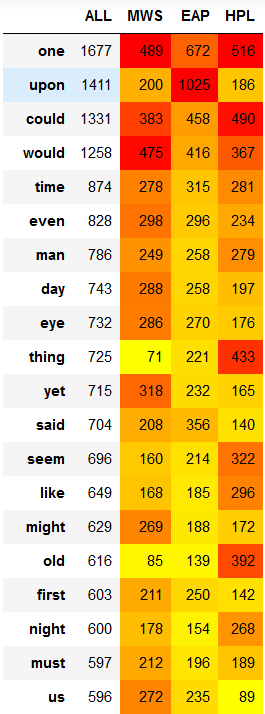 ALL MWS EAP HPL
one 1677 489 672 516
upon 1411 200 1025 186
could 1331 383 458 490
would 1258 475 416 367
time 874 278 315 281
even 828 298 296 234
man 786 249 258 279
day 743 288 258 197
eye 732 286 270 176
thing 725 71 221 433
yet 715 318 232 165
said 704 208 356 140
seem 696 160 214 322
like 649 168 185 296
might 629 269 188 172
old 616 85 139 392
first 603 211 250 142
night 600 178 154 268
must 597 212 196 189
us 596 272 235 89